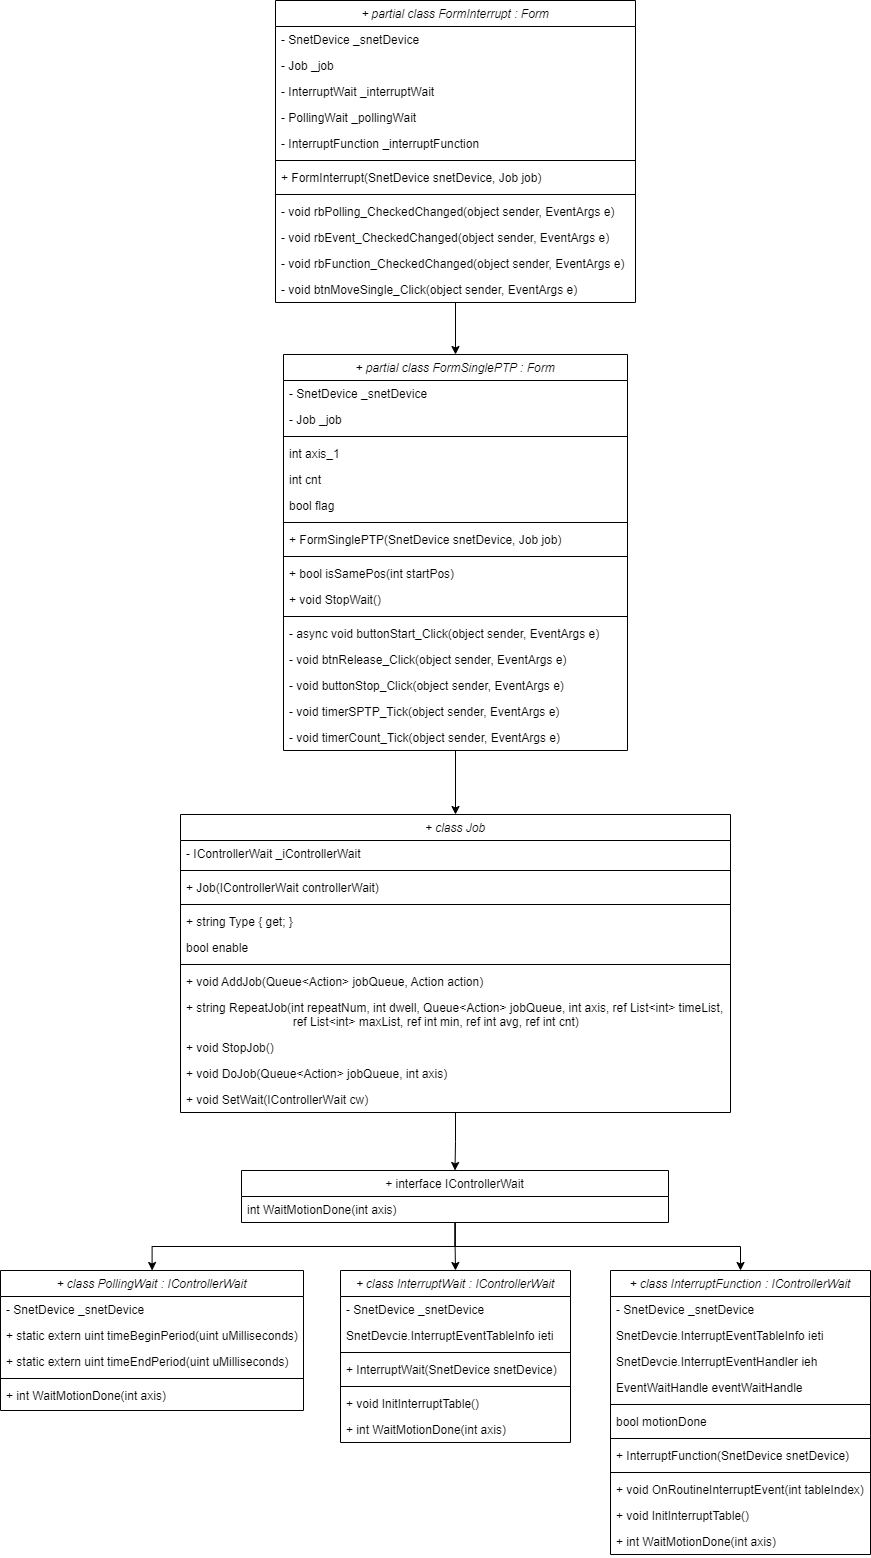 + partial class FormInterrupt : Form
- SnetDevice _snetDevice
- Job _job
- InterruptWait _interruptWait
- PollingWait _pollingWait
- InterruptFunction _interruptFunction
+ FormInterrupt(SnetDevice snetDevice, Job job)
- void rbPolling_CheckedChanged(object sender, EventArgs e)
- void rbEvent_CheckedChanged(object sender, EventArgs e)
- void rbFunction_CheckedChanged(object sender, EventArgs e)
- void btnMoveSingle_Click(object sender, EventArgs e)
+ partial class FormSinglePTP : Form
- SnetDevice _snetDevice
- Job _job
int axis_1
int cnt
bool flag
+ FormSinglePTP(SnetDevice snetDevice, Job job)
+ bool isSamePos(int startPos)
+ void StopWait()
- async void buttonStart_Click(object sender, EventArgs e)
- void btnRelease_Click(object sender, EventArgs e)
- void buttonStop_Click(object sender, EventArgs e)
- void timerSPTP_Tick(object sender, EventArgs e)
- void timerCount_Tick(object sender, EventArgs e)
+ class Job
- IControllerWait _iControllerWait
+ Job(IControllerWait controllerWait)
+ string Type { get; }
bool enable
+ void AddJob(Queue<Action> jobQueue, Action action)
+ string RepeatJob(int repeatNum, int dwell, Queue<Action> jobQueue, int axis, ref List<int> timeList,
ref List<int> maxList, ref int min, ref int avg, ref int cnt)
+ void StopJob()
+ void DoJob(Queue<Action> jobQueue, int axis)
+ void SetWait(IControllerWait cw)
+ interface IControllerWait
int WaitMotionDone(int axis)
+ class PollingWait : IControllerWait
- SnetDevice _snetDevice
+ static extern uint timeBeginPeriod(uint uMilliseconds)
+ static extern uint timeEndPeriod(uint uMilliseconds)
+ int WaitMotionDone(int axis)
+ class InterruptWait : IControllerWait
- SnetDevice _snetDevice
SnetDevcie.InterruptEventTableInfo ieti
+ InterruptWait(SnetDevice snetDevice)
+ void InitInterruptTable()
+ int WaitMotionDone(int axis)
+ class InterruptFunction : IControllerWait
- SnetDevice _snetDevice
SnetDevcie.InterruptEventTableInfo ieti
SnetDevcie.InterruptEventHandler ieh
EventWaitHandle eventWaitHandle
bool motionDone
+ InterruptFunction(SnetDevice snetDevice)
+ void OnRoutineInterruptEvent(int tableIndex)
+ void InitInterruptTable()
+ int WaitMotionDone(int axis)